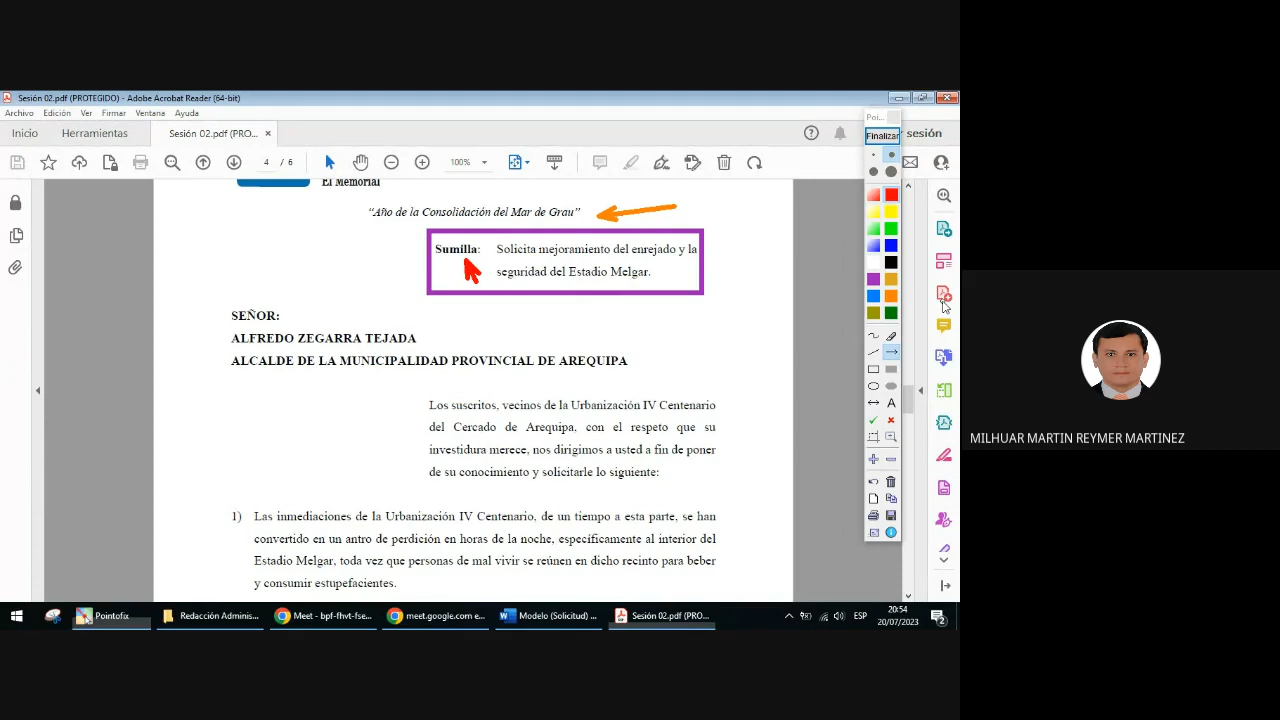 Sesión 02.pdf (PROTEGIDO) - Adobe Acrobat Reader (64-bit)
Archivo Edición Ver Firmar Ventana Ayuda
Inicio Herramientas Sesión 02.pdf (PRO... × sesión
4 / 6 100%
Poi...
Finalizar
El Memorial
“Año de la Consolidación del Mar de Grau”
Sumilla: Solicita mejoramiento del enrejado y la
seguridad del Estadio Melgar.
SEÑOR:
ALFREDO ZEGARRA TEJADA
ALCALDE DE LA MUNICIPALIDAD PROVINCIAL DE AREQUIPA
Los suscritos, vecinos de la Urbanización IV Centenario
del Cercado de Arequipa, con el respeto que su
investidura merece, nos dirigimos a usted a fin de poner
de su conocimiento y solicitarle lo siguiente:
1) Las inmediaciones de la Urbanización IV Centenario, de un tiempo a esta parte, se han
convertido en un antro de perdición en horas de la noche, específicamente al interior del
Estadio Melgar, toda vez que personas de mal vivir se reúnen en dicho recinto para beber
y consumir estupefacientes.
A
MILHUAR MARTIN REYMER MARTINEZ
Pointofix Redacción Adminis... Meet - bpf-fhvt-fse... meet.google.com e... Modelo (Solicitud) ... Sesión 02.pdf (PRO... ESP 20:54
20/07/2023 2